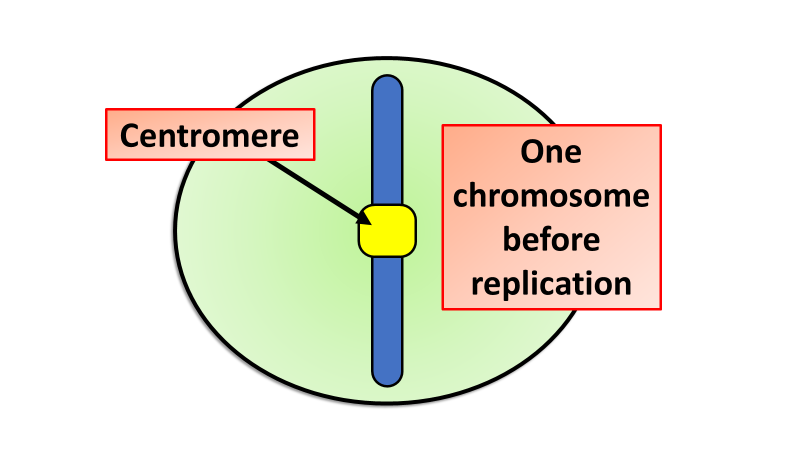 Centromere
One
chromosome
before
replication